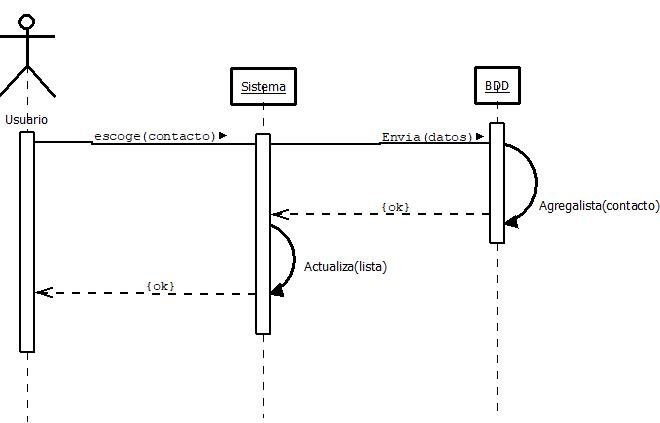 Sistema
BDD
Usuario
escoge(contacto)
Envia(datos)
Agregalista(contacto)
{ok}
Actualiza(lista)
{ok}